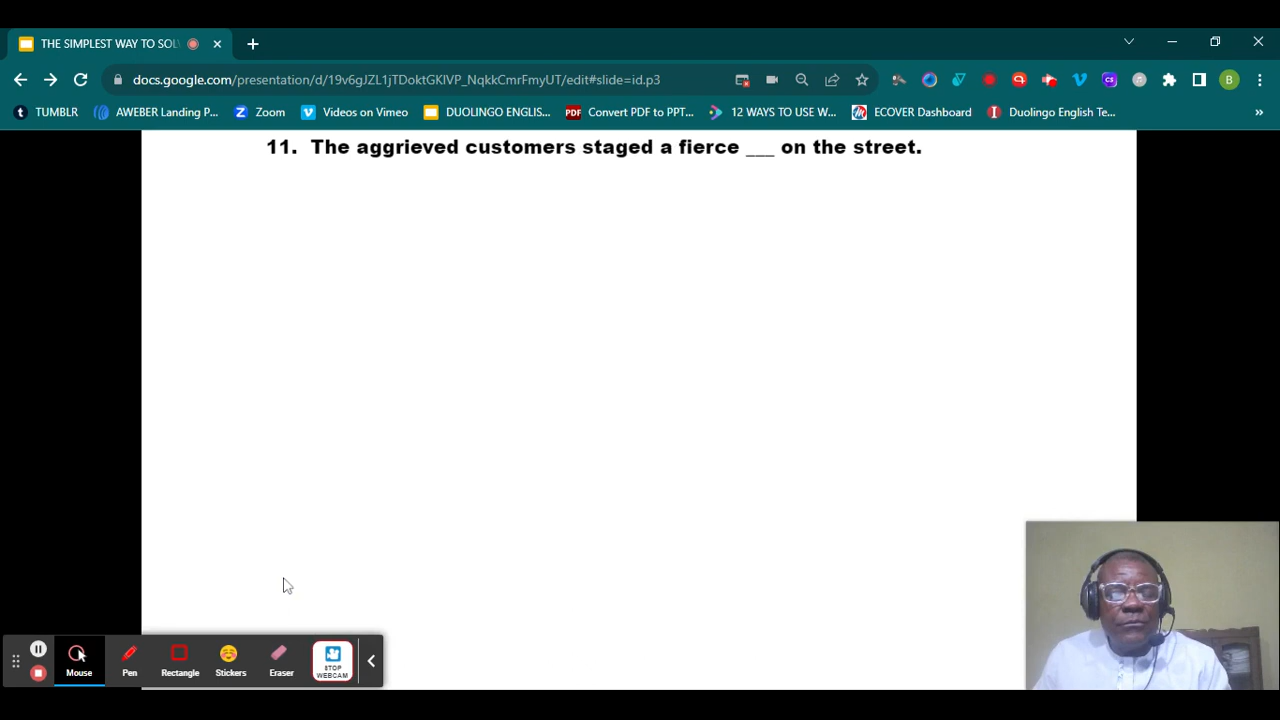 THE SIMPLEST WAY TO SOL
docs.google.com/presentation/d/19v6gJZL1jTDoktGKlVP_NqkkCmrFmyUT/edit#slide=id.p3
B
TUMBLR AWEBER Landing P... Zoom Videos on Vimeo DUOLINGO ENGLIS... PDF Convert PDF to PPT... 12 WAYS TO USE W... ECOVER Dashboard Duolingo English Te... »
11. The aggrieved customers staged a fierce ___ on the street.
Mouse Pen Rectangle Stickers Eraser STOP WEBCAM